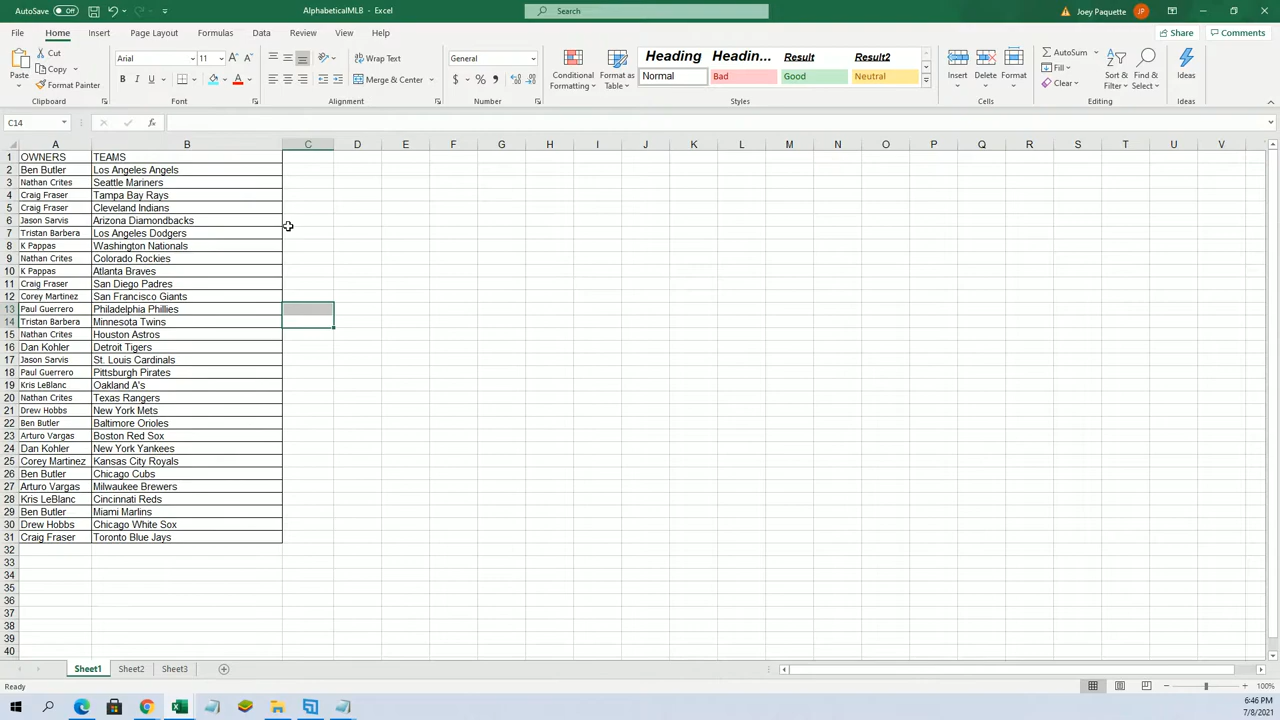 AutoSave Off
AlphabeticalMLB - Excel
Search
Joey Paquette JP
File Home Insert Page Layout Formulas Data Review View Help
Share Comments
Paste
Cut
Copy
Format Painter
Clipboard
Arial 11
B I U
Font
Wrap Text
Merge & Center
Alignment
General
$ % ,
Number
Conditional Formatting
Format as Table
Heading Headin... Result Result2
Normal Bad Good Neutral
Styles
Insert Delete Format
Cells
AutoSum
Fill
Clear
Sort & Filter
Find & Select
Editing
Ideas
Ideas
C14
fx
A B C D E F G H I J K L M N O P Q R S T U V
1 OWNERS TEAMS
2 Ben Butler Los Angeles Angels
3 Nathan Crites Seattle Mariners
4 Craig Fraser Tampa Bay Rays
5 Craig Fraser Cleveland Indians
6 Jason Sarvis Arizona Diamondbacks
7 Tristan Barbera Los Angeles Dodgers
8 K Pappas Washington Nationals
9 Nathan Crites Colorado Rockies
10 K Pappas Atlanta Braves
11 Craig Fraser San Diego Padres
12 Corey Martinez San Francisco Giants
13 Paul Guerrero Philadelphia Phillies
14 Tristan Barbera Minnesota Twins
15 Nathan Crites Houston Astros
16 Dan Kohler Detroit Tigers
17 Jason Sarvis St. Louis Cardinals
18 Paul Guerrero Pittsburgh Pirates
19 Kris LeBlanc Oakland A's
20 Nathan Crites Texas Rangers
21 Drew Hobbs New York Mets
22 Ben Butler Baltimore Orioles
23 Arturo Vargas Boston Red Sox
24 Dan Kohler New York Yankees
25 Corey Martinez Kansas City Royals
26 Ben Butler Chicago Cubs
27 Arturo Vargas Milwaukee Brewers
28 Kris LeBlanc Cincinnati Reds
29 Ben Butler Miami Marlins
30 Drew Hobbs Chicago White Sox
31 Craig Fraser Toronto Blue Jays
32
33
34
35
36
37
38
39
40
Sheet1 Sheet2 Sheet3
Ready
100%
6:46 PM
7/8/2021